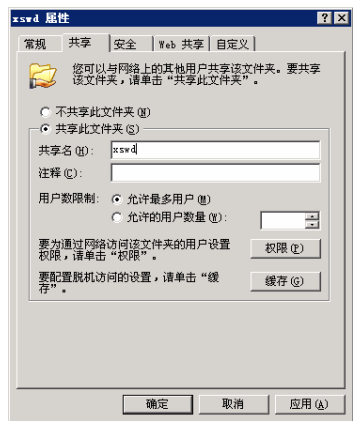 xswd 属性
常规 共享 安全 Web 共享 自定义
您可以与网络上的其他用户共享该文件夹。要共享
该文件夹，请单击“共享此文件夹”。
不共享此文件夹(N)
共享此文件夹(S)
共享名(H): xswd
注释(C):
用户数限制: 允许最多用户(M)
允许的用户数量(W):
要为通过网络访问该文件夹的用户设置
权限，请单击“权限”。
权限(P)
要配置脱机访问的设置，请单击“缓
存”。
缓存(G)
确定 取消 应用(A)